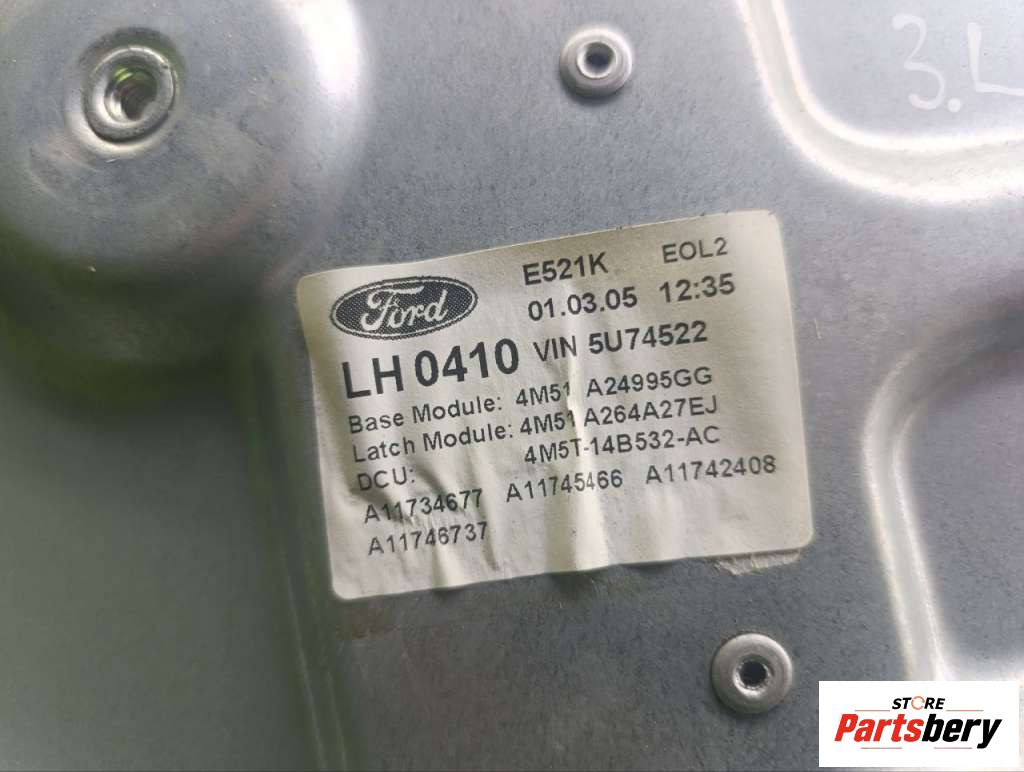 3.L
Ford
E521K EOL2
01.03.05 12:35
LH 0410 VIN 5U74522
Base Module: 4M51 A24995GG
Latch Module: 4M51 A264A27EJ
DCU: 4M5T-14B532-AC
A11734677 A11745466 A11742408
A11746737
STORE
Partsbery